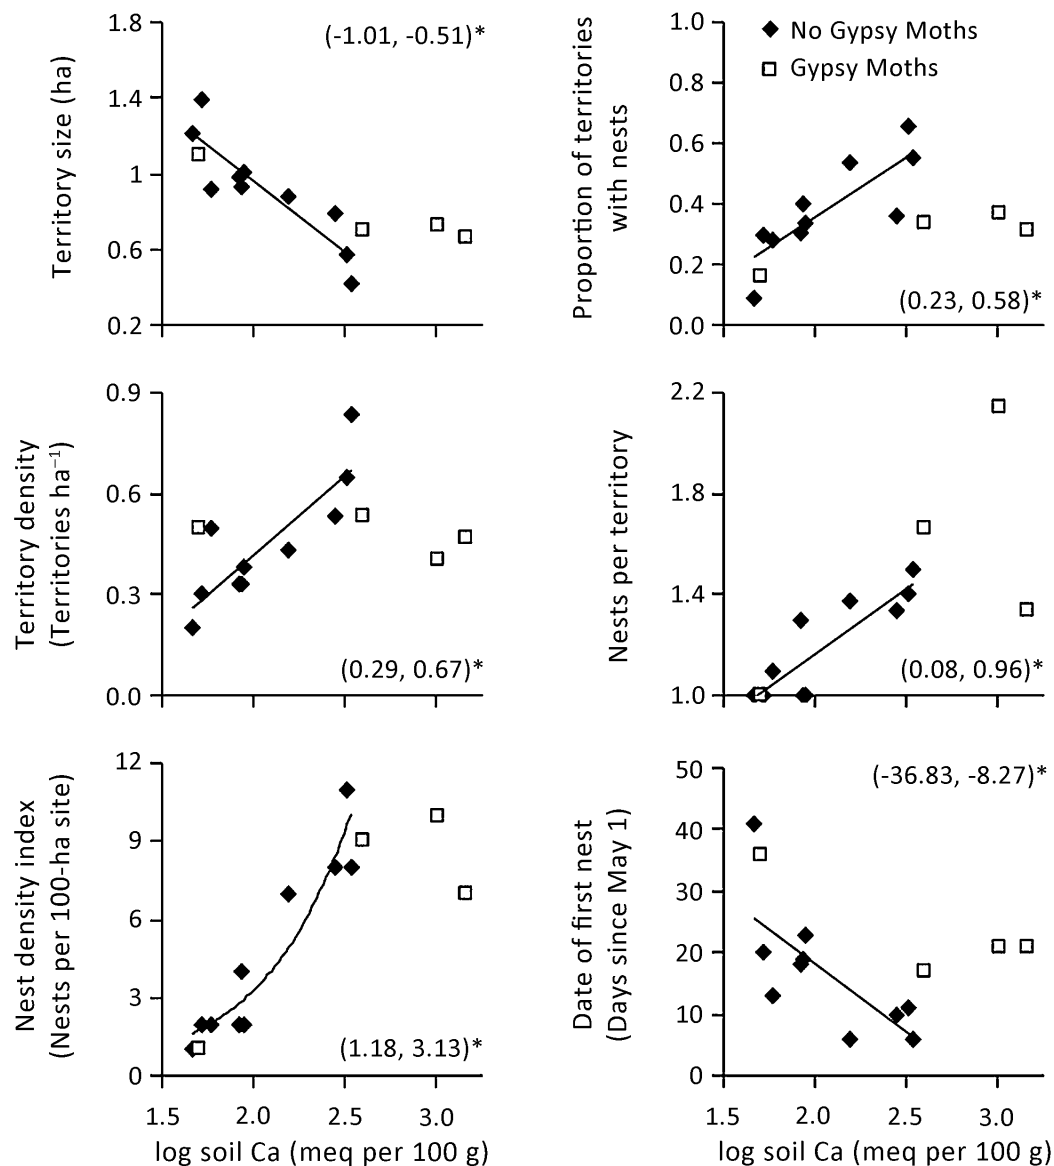 1.8
1.4
1
0.6
0.2
Territory size (ha)
(-1.01, -0.51)*
1.0
0.8
0.6
0.4
0.2
0.0
Proportion of territories
with nests
No Gypsy Moths
Gypsy Moths
(0.23, 0.58)*
0.9
0.6
0.3
0.0
Territory density
(Territories ha⁻¹)
(0.29, 0.67)*
2.2
1.8
1.4
1.0
Nests per territory
(0.08, 0.96)*
12
9
6
3
0
Nest density index
(Nests per 100-ha site)
(1.18, 3.13)*
1.5 2.0 2.5 3.0
log soil Ca (meq per 100 g)
50
40
30
20
10
0
Date of first nest
(Days since May 1)
(-36.83, -8.27)*
1.5 2.0 2.5 3.0
log soil Ca (meq per 100 g)